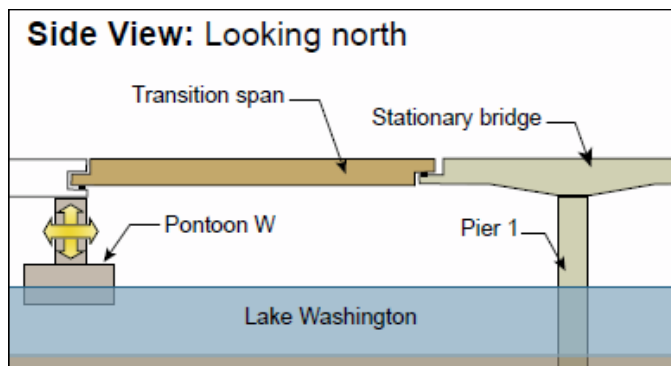 Side View: Looking north
Transition span
Stationary bridge
Pontoon W
Pier 1
Lake Washington